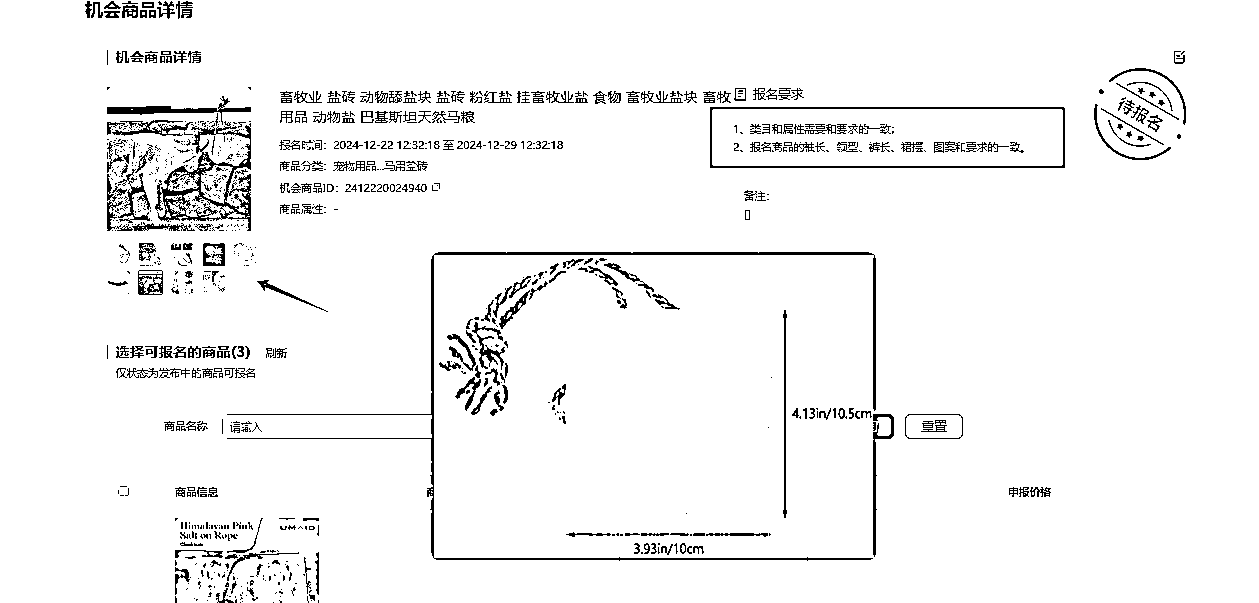 机会商品详情
机会商品详情
畜牧业 盐砖 动物舔盐块 盐砖 粉红盐 挂畜牧业盐 食物 畜牧业盐块 畜牧
用品 动物盐 巴基斯坦天然马粮
报名时间：2024-12-22 12:32:18 至 2024-12-29 12:32:18
商品分类：宠物用品...马用盐砖
机会商品ID：2412220024940
商品属性：-
报名要求
1、类目和属性需要和要求的一致;
2、报名商品的袖长、领型、裤长、裙摆、图案和要求的一致。
备注：
[]
待报名
选择可报名的商品(3) 刷新
仅状态为发布中的商品可报名
4.13in/10.5cm
3.93in/10cm
商品名称 请输入
重置
商品信息
申报价格
Himalayan Pink
Salt on Rope
UMAID